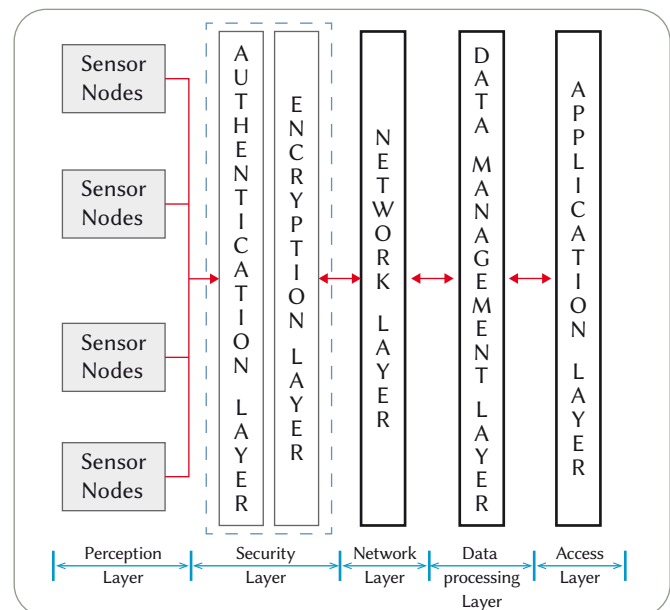 Sensor
Nodes
Sensor
Nodes
Sensor
Nodes
Sensor
Nodes
AUTHENTICATION LAYER
ENCRYPTION LAYER
NETWORK LAYER
DATA MANAGEMENT LAYER
APPLICATION LAYER
Perception
Layer
Security
Layer
Network
Layer
Data
processing
Layer
Access
Layer